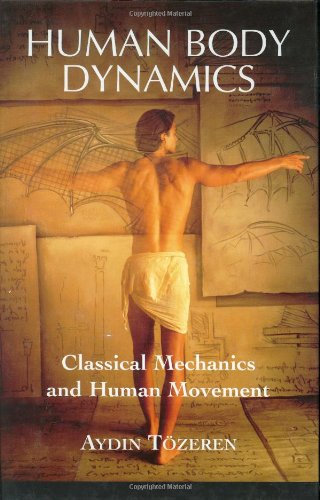 HUMAN BODY
DYNAMICS
Classical Mechanics
and Human Movement
AYDIN TÖZEREN